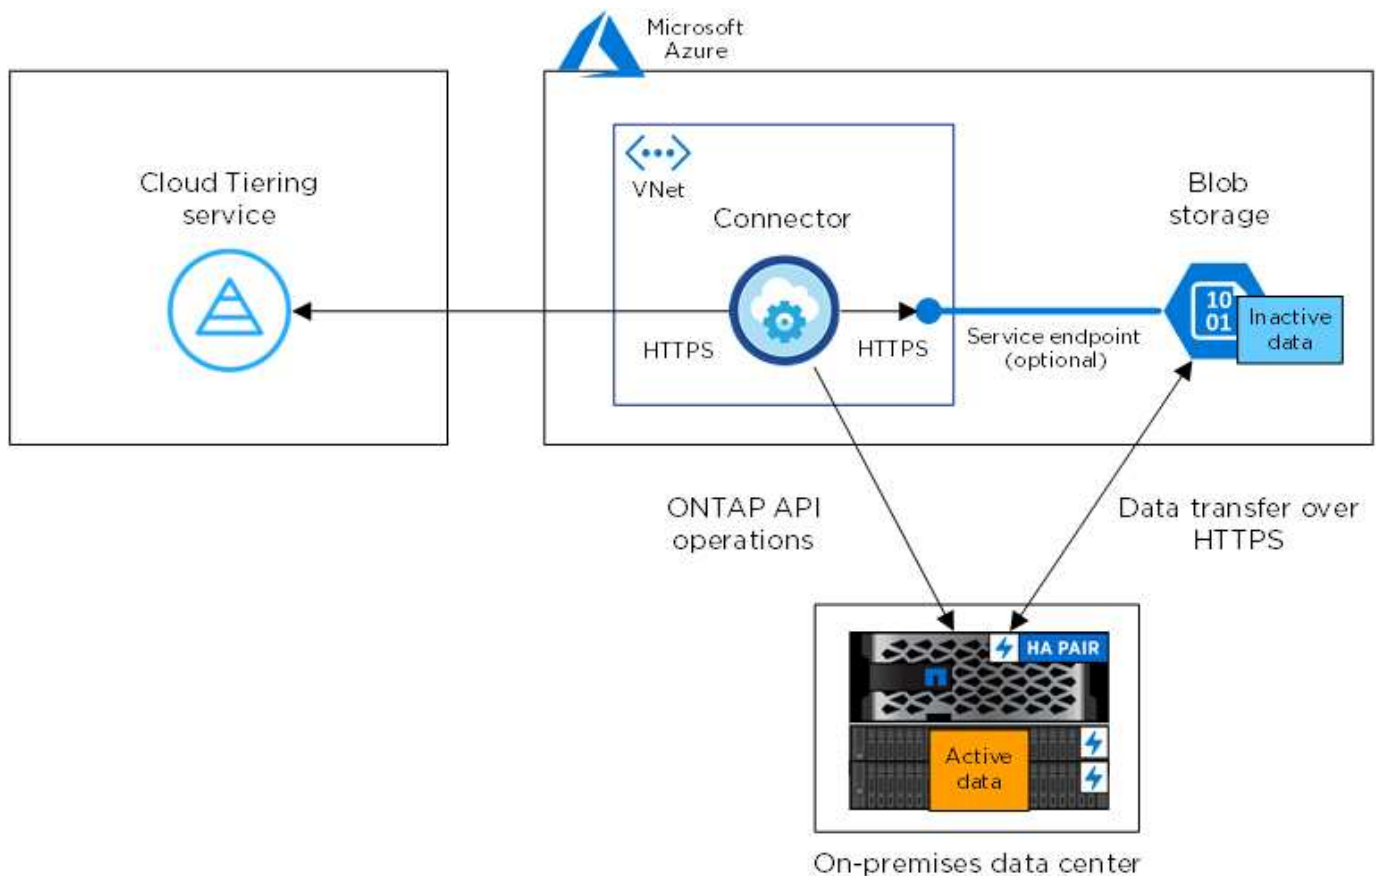 Microsoft
Azure
Cloud Tiering
service
VNet
Connector
Blob
storage
10
01
Inactive
data
HTTPS
HTTPS
Service endpoint
(optional)
ONTAP API
operations
Data transfer over
HTTPS
HA PAIR
Active
data
On-premises data center